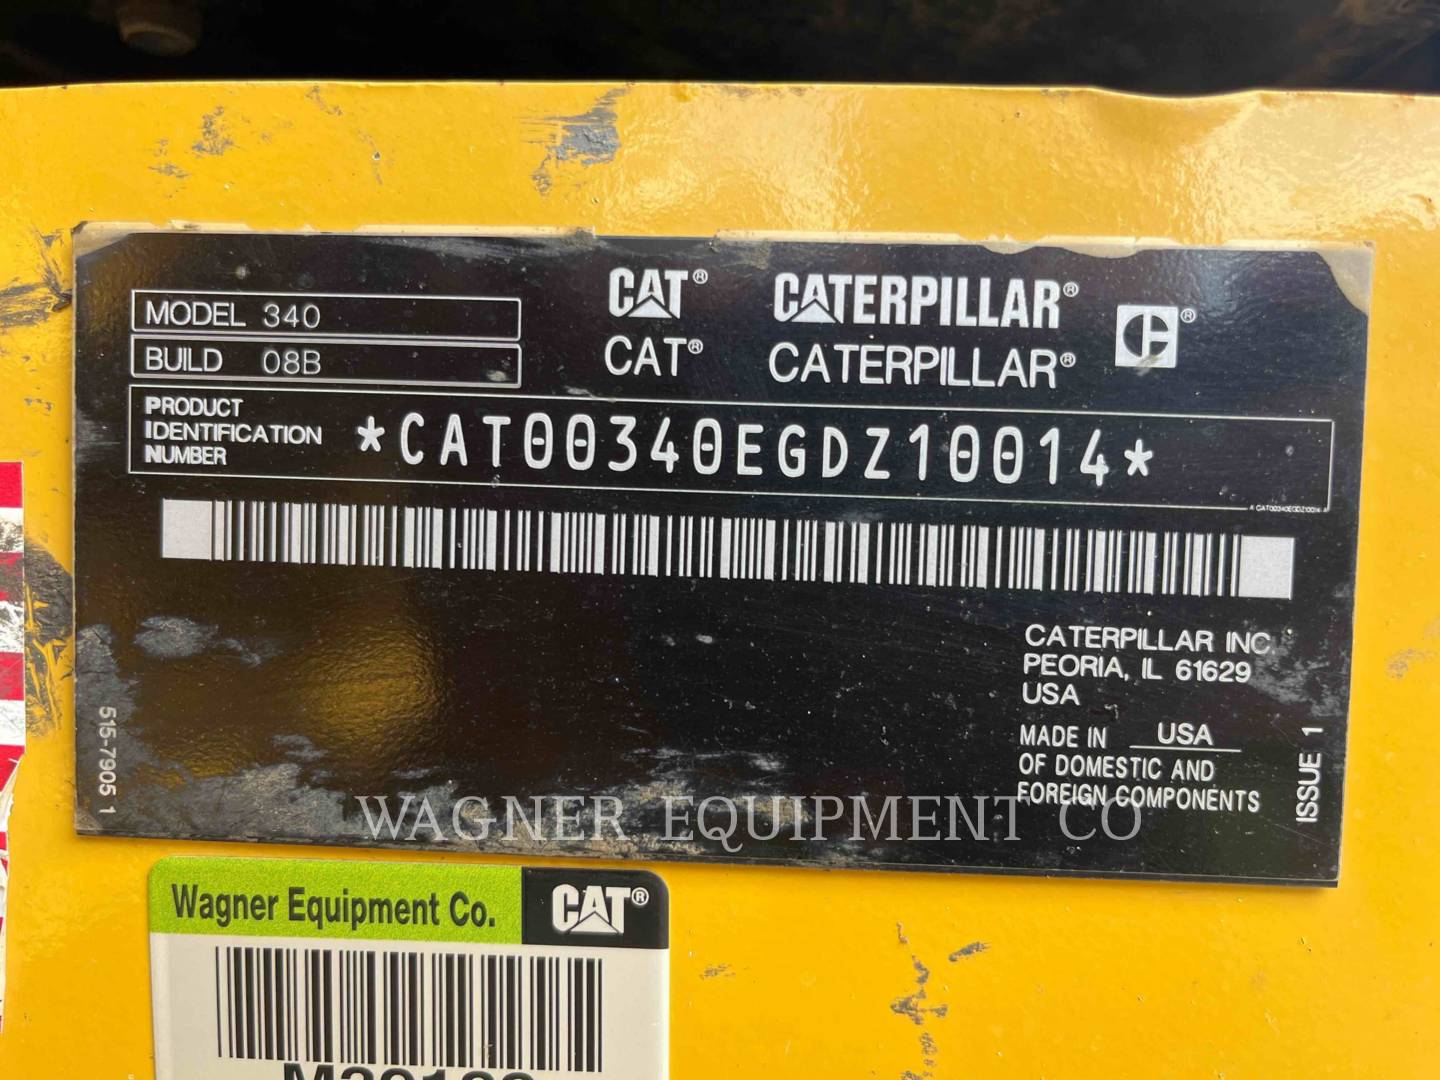 MODEL 340
BUILD 08B
CAT® CATERPILLAR®
CAT® CATERPILLAR® ®
PRODUCT
IDENTIFICATION
NUMBER
*CAT00340EGDZ10014*
* CAT00340EGDZ10014 *
CATERPILLAR INC.
PEORIA, IL 61629
USA
MADE IN USA
OF DOMESTIC AND
FOREIGN COMPONENTS
ISSUE 1
515-7905 1
WAGNER EQUIPMENT CO
Wagner Equipment Co. CAT®